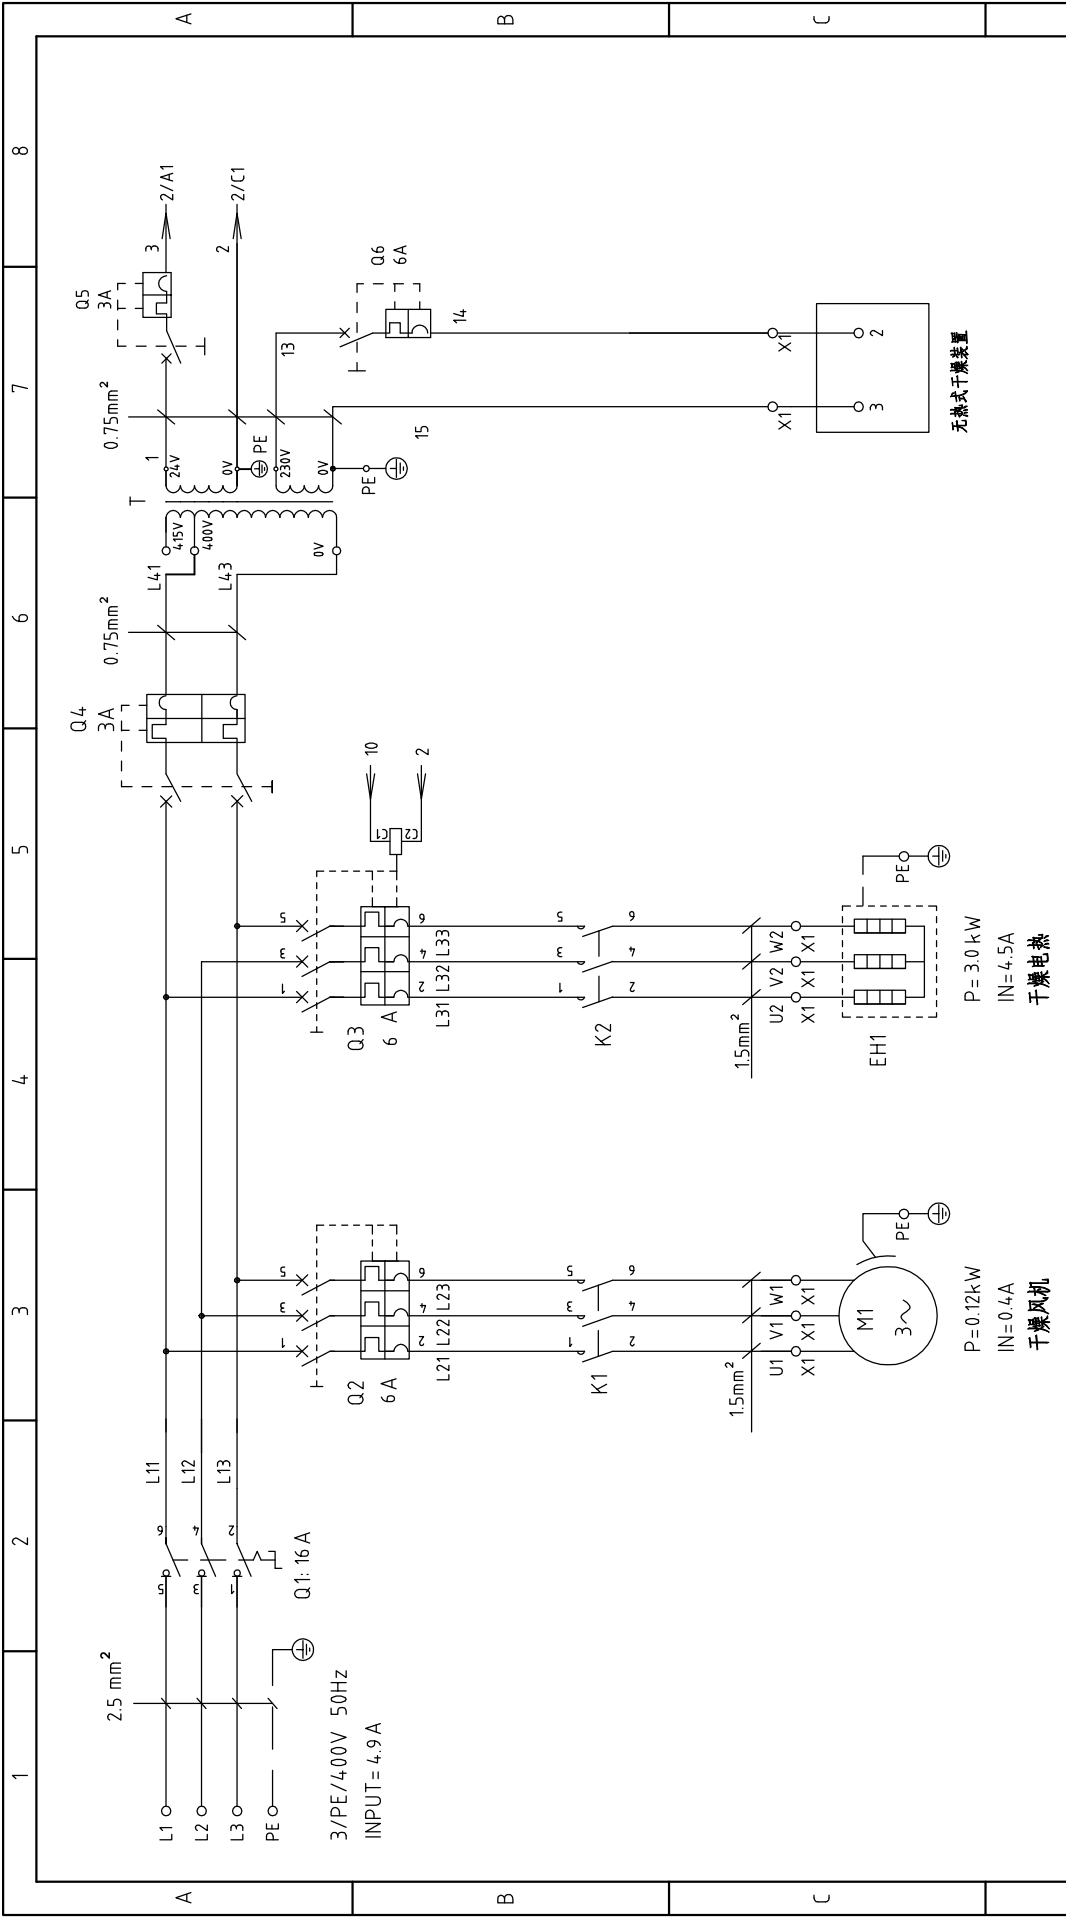 1 2 3 4 5 6 7 8
A
B
C
A
B
C
2.5 mm²
L1
L2
L3
PE
3/PE/400V 50Hz
INPUT= 4.9 A
5 6
3 4
1 2
Q1: 16 A
L11
L12
L13
1 3 5
Q2
6 A
2 4 6
L21 L22 L23
1 3 5
K1
2 4 6
1.5mm²
U1 V1 W1
X1 X1 X1
M1
3~
PE
P=0.12kW
IN=0.4A
干燥风机
1 3 5
Q3
6 A
2 4 6
L31 L32 L33
C1 C2
10
2
1 3 5
K2
2 4 6
1.5mm²
U2 V2 W2
X1 X1 X1
EH1
PE
P= 3.0 kW
IN=4.5A
干燥电热
Q4
3A
0.75mm²
L41
L43
415V
400V
0V
T
1
24V
0V
PE
230V
0V
PE
0.75mm²
Q5
3A
3
2/A1
2
2/C1
13
Q6
6A
14
15
X1 X1
3 2
无热式干燥装置